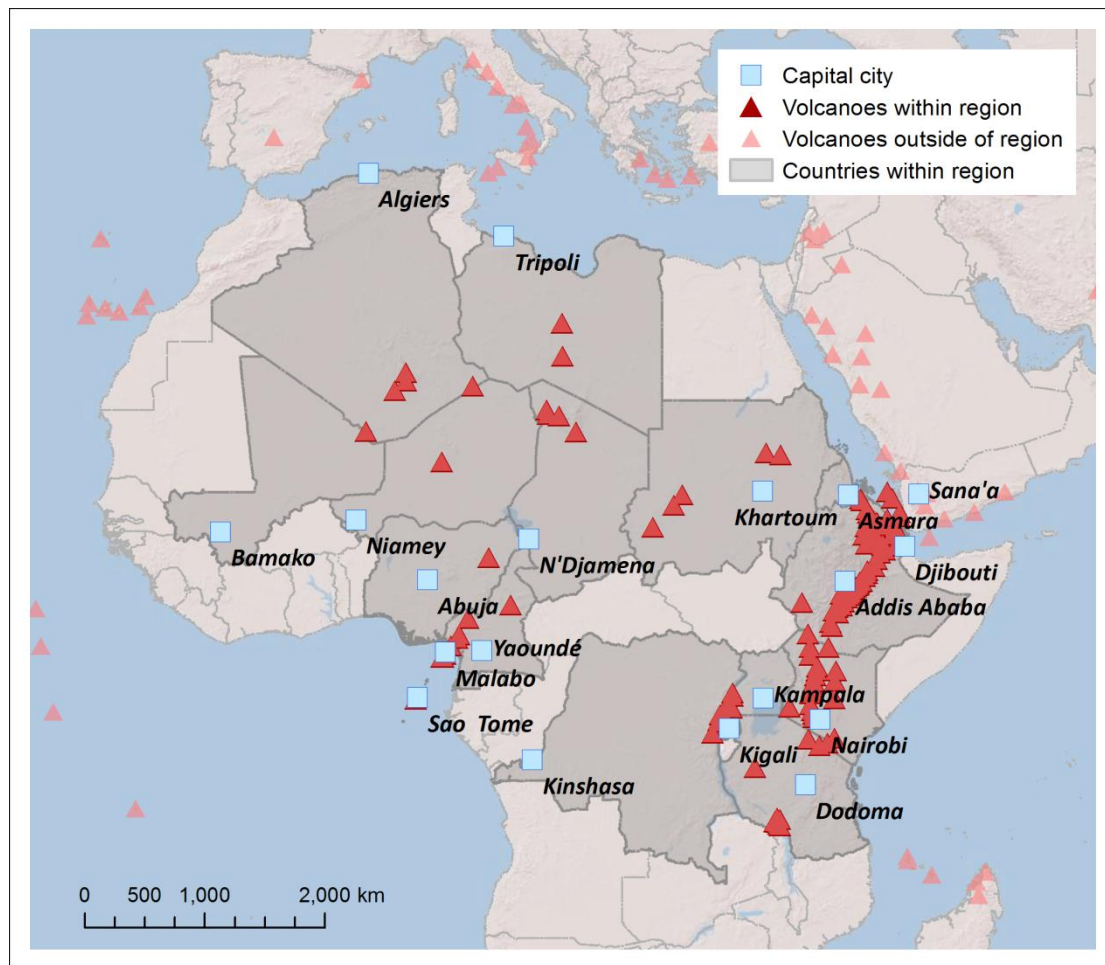 Capital city
Volcanoes within region
Volcanoes outside of region
Countries within region
Algiers
Tripoli
Sana'a
Khartoum
Asmara
Bamako
Niamey
N'Djamena
Djibouti
Abuja
Addis Ababa
Yaoundé
Malabo
Kampala
Sao Tome
Kigali
Nairobi
Kinshasa
Dodoma
0 500 1,000 2,000 km